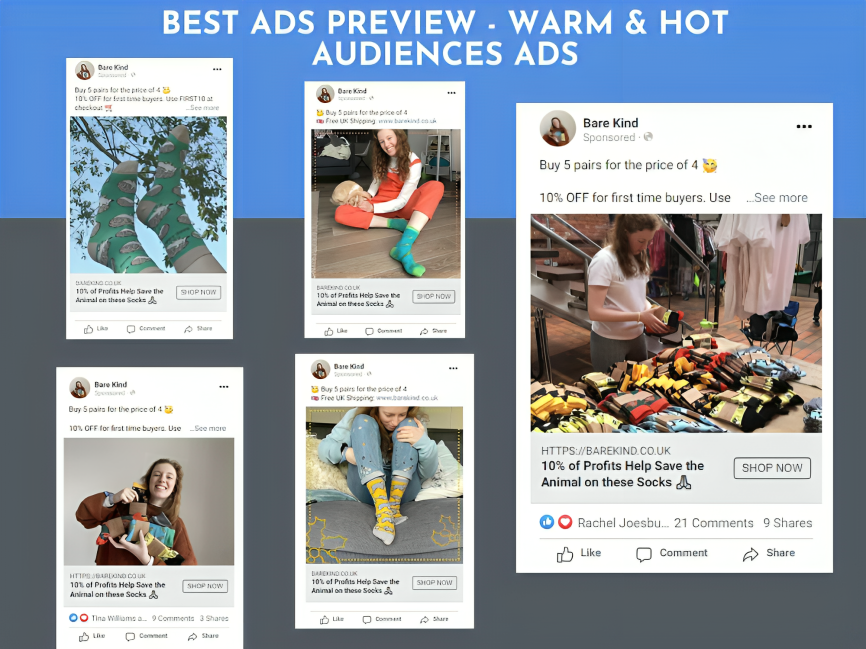 BEST ADS PREVIEW - WARM & HOT
AUDIENCES ADS
Bare Kind
Sponsored
Buy 5 pairs for the price of 4 🥰
10% OFF for first time buyers. Use FIRST10 at
checkout ...See more
BAREKIND.CO.UK
10% of Profits Help Save the
Animal on these Socks 🙏
SHOP NOW
Like Comment Share
Bare Kind
Sponsored
🥰 Buy 5 pairs for the price of 4
🇬🇧 Free UK Shipping: www.barekind.co.uk
BAREKIND.CO.UK
10% of Profits Help Save the
Animal on these Socks 🙏
SHOP NOW
Like Comment Share
Bare Kind
Sponsored ·
Buy 5 pairs for the price of 4 🥰
10% OFF for first time buyers. Use ...See more
HTTPS://BAREKIND.CO.UK
10% of Profits Help Save the
Animal on these Socks 🙏
SHOP NOW
Rachel Joesbu... 21 Comments 9 Shares
Like Comment Share
Bare Kind
Sponsored ·
Buy 5 pairs for the price of 4 🥰
10% OFF for first time buyers. Use ...See more
HTTPS://BAREKIND.CO.UK
10% of Profits Help Save the
Animal on these Socks 🙏
SHOP NOW
Tina Williams a... 9 Comments 3 Shares
Like Comment Share
Bare Kind
Sponsored
🥰 Buy 5 pairs for the price of 4
🇬🇧 Free UK Shipping: www.barekind.co.uk
BAREKIND.CO.UK
10% of Profits Help Save the
Animal on these Socks 🙏
SHOP NOW
Like Comment Share